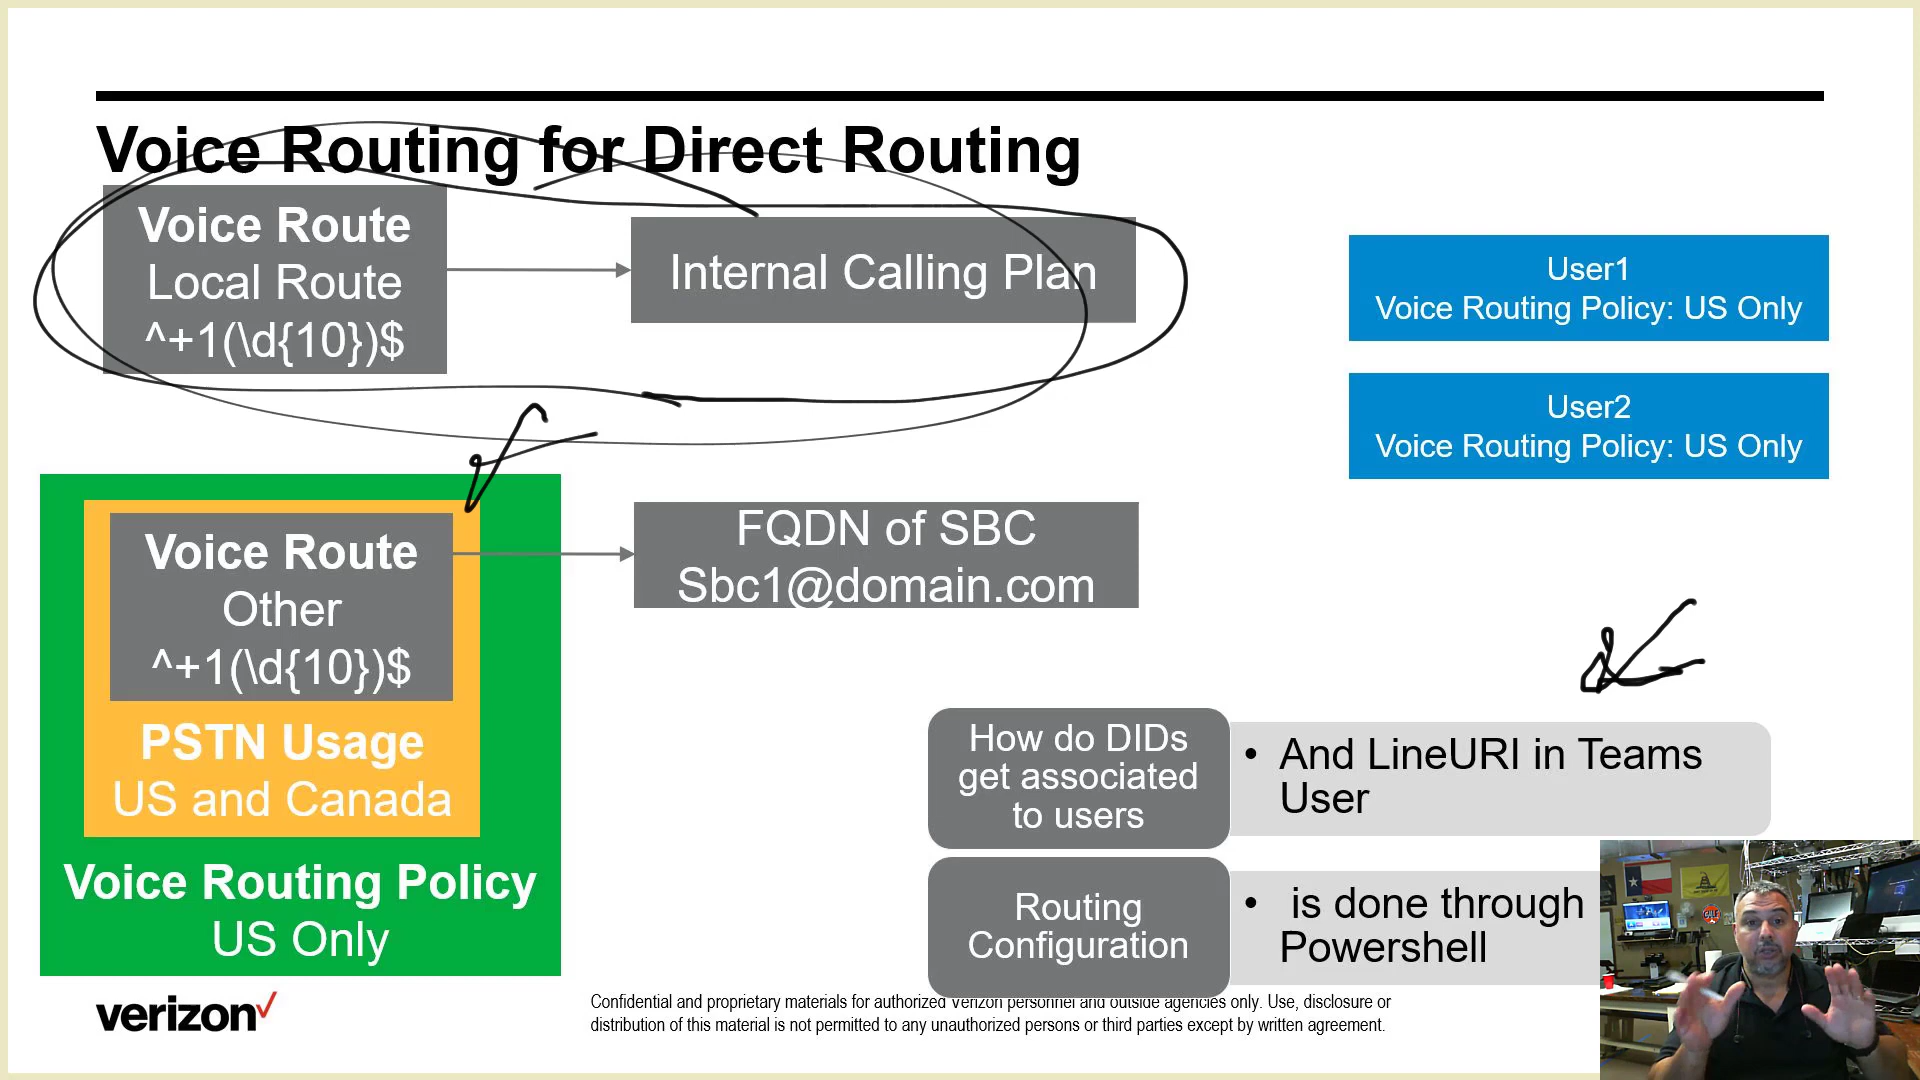 Voice Routing for Direct Routing
Voice Route
Local Route
^+1(\d{10})$
Internal Calling Plan
User1
Voice Routing Policy: US Only
User2
Voice Routing Policy: US Only
Voice Route
Other
^+1(\d{10})$
PSTN Usage
US and Canada
Voice Routing Policy
US Only
FQDN of SBC
Sbc1@domain.com
How do DIDs
get associated
to users
• And LineURI in Teams
User
Routing
Configuration
• is done through
Powershell
verizon
Confidential and proprietary materials for authorized Verizon personnel and outside agencies only. Use, disclosure or
distribution of this material is not permitted to any unauthorized persons or third parties except by written agreement.